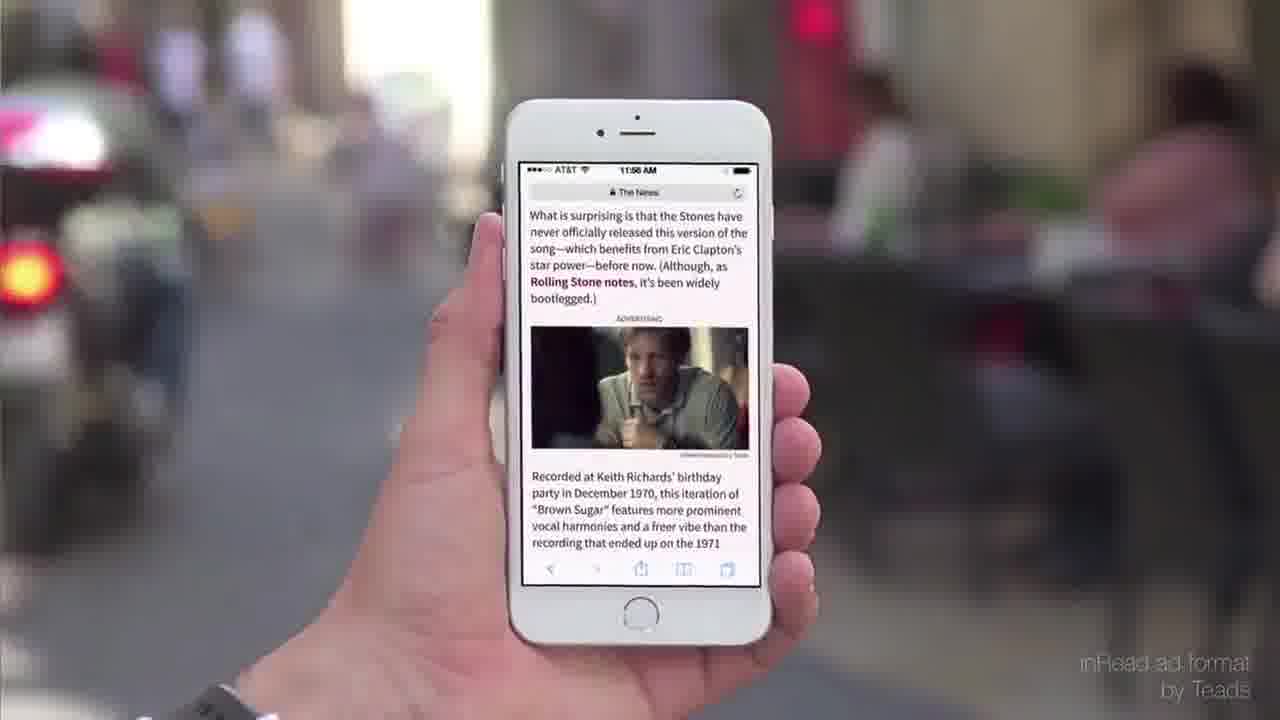 AT&T 11:56 AM
The News
What is surprising is that the Stones have
never officially released this version of the
song—which benefits from Eric Clapton's
star power—before now. (Although, as
Rolling Stone notes, it's been widely
bootlegged.)
ADVERTISING
Recorded at Keith Richards' birthday
party in December 1970, this iteration of
"Brown Sugar" features more prominent
vocal harmonies and a freer vibe than the
recording that ended up on the 1971
inRead ad format
by Teads